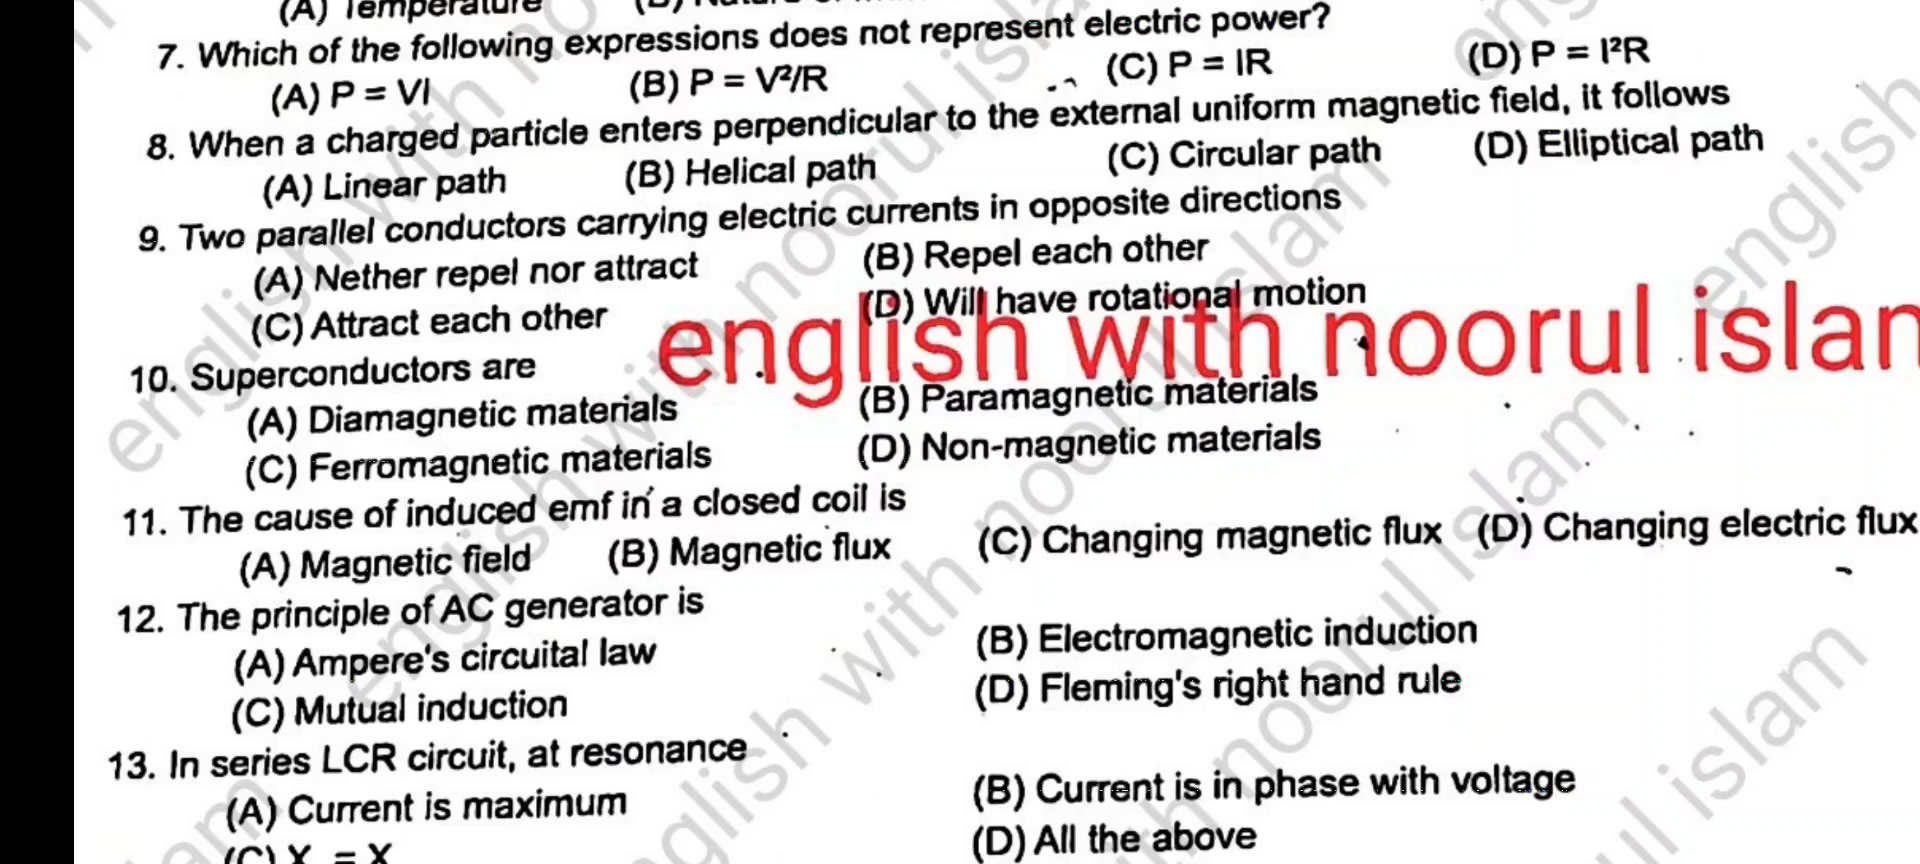 (A) Temperature
7. Which of the following expressions does not represent electric power?
(A) P = VI (B) P = V²/R (C) P = IR (D) P = I²R
8. When a charged particle enters perpendicular to the external uniform magnetic field, it follows
(A) Linear path (B) Helical path (C) Circular path (D) Elliptical path
9. Two parallel conductors carrying electric currents in opposite directions
(A) Nether repel nor attract (B) Repel each other
(C) Attract each other (D) Will have rotational motion
english with noorul islam
10. Superconductors are
(A) Diamagnetic materials (B) Paramagnetic materials
(C) Ferromagnetic materials (D) Non-magnetic materials
11. The cause of induced emf in a closed coil is
(A) Magnetic field (B) Magnetic flux (C) Changing magnetic flux (D) Changing electric flux
12. The principle of AC generator is
(A) Ampere's circuital law (B) Electromagnetic induction
(C) Mutual induction (D) Fleming's right hand rule
13. In series LCR circuit, at resonance
(A) Current is maximum (B) Current is in phase with voltage
(C) X = X (D) All the above